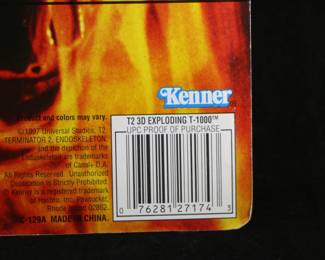 Kenner
Product and colors may vary.
©1997 Universal Studios. T2,
TERMINATOR 2, ENDOSKELETON,
and the depiction of the
Endoskeleton are trademarks
of Canal+ D.A.
All Rights Reserved. Unauthorized
Duplication is Strictly Prohibited.
® Kenner is a registered trademark
of Hasbro, Inc. Pawtucket,
Rhode Island 02862.
MADE IN CHINA.
T2 3D EXPLODING T-1000™
UPC PROOF OF PURCHASE
0 76281 27174 3